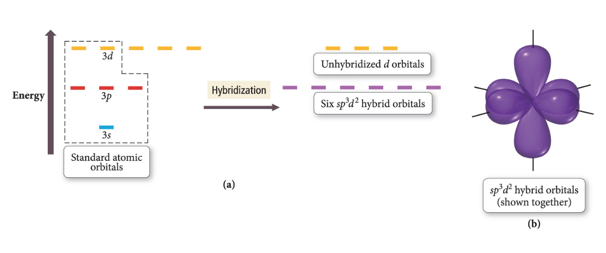 3d
3p
3s
Energy
Standard atomic
orbitals
Hybridization
Unhybridized d orbitals
Six sp³d² hybrid orbitals
(a)
sp³d² hybrid orbitals
(shown together)
(b)